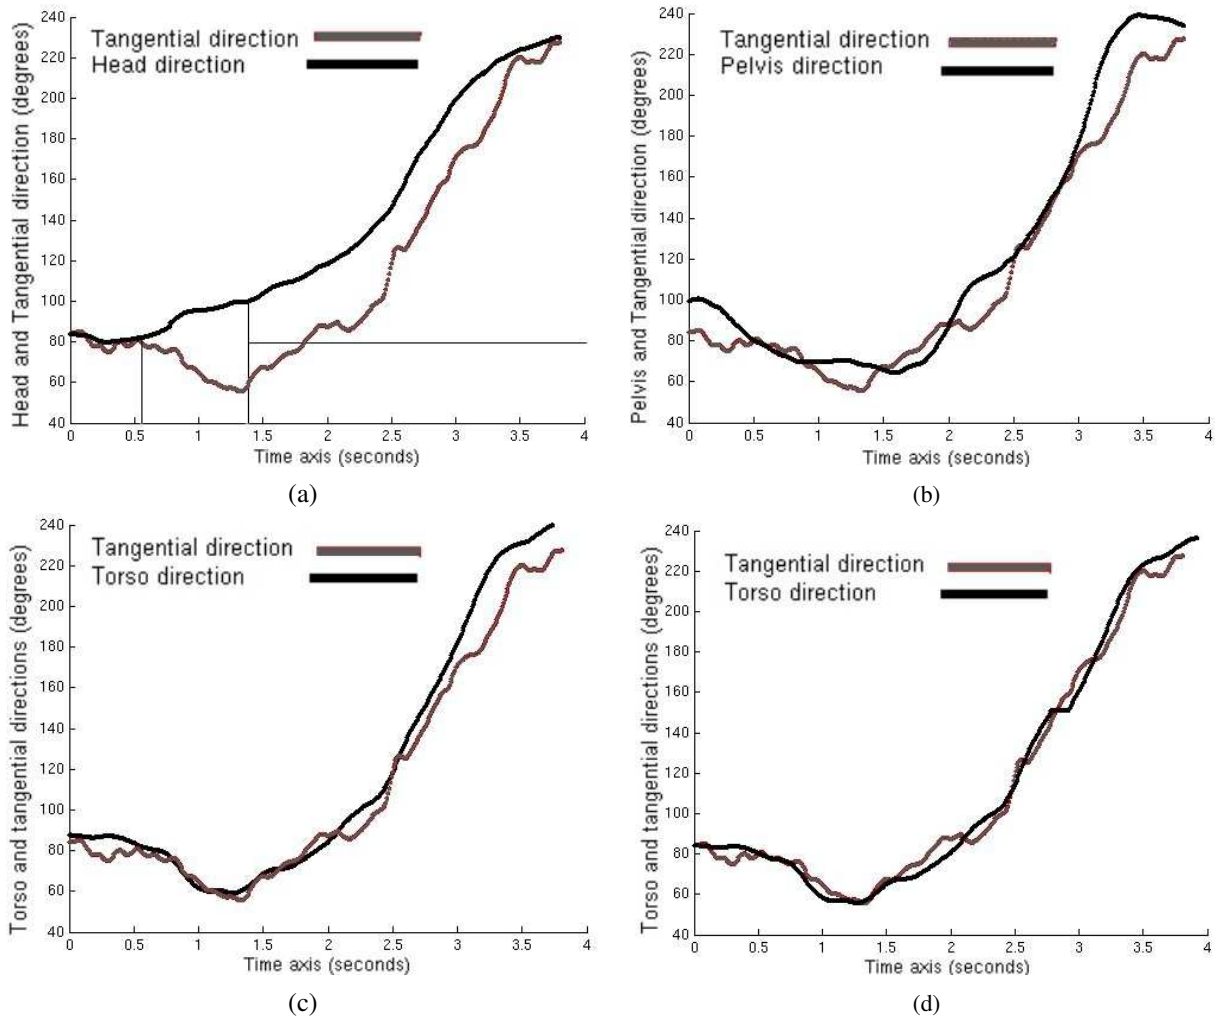 Head and Tangential direction (degrees)
240
220
200
180
160
140
120
100
80
60
40
Tangential direction
Head direction
0 0.5 1 1.5 2 2.5 3 3.5 4
Time axis (seconds)
(a)
Pelvis and Tangential direction (degrees)
240
220
200
180
160
140
120
100
80
60
40
Tangential direction
Pelvis direction
0 0.5 1 1.5 2 2.5 3 3.5 4
Time axis (seconds)
(b)
Torso and tangential directions (degrees)
240
220
200
180
160
140
120
100
80
60
40
Tangential direction
Torso direction
0 0.5 1 1.5 2 2.5 3 3.5 4
Time axis (seconds)
(c)
Torso and tangential directions (degrees)
240
220
200
180
160
140
120
100
80
60
40
Tangential direction
Torso direction
0 0.5 1 1.5 2 2.5 3 3.5 4
Time axis (seconds)
(d)